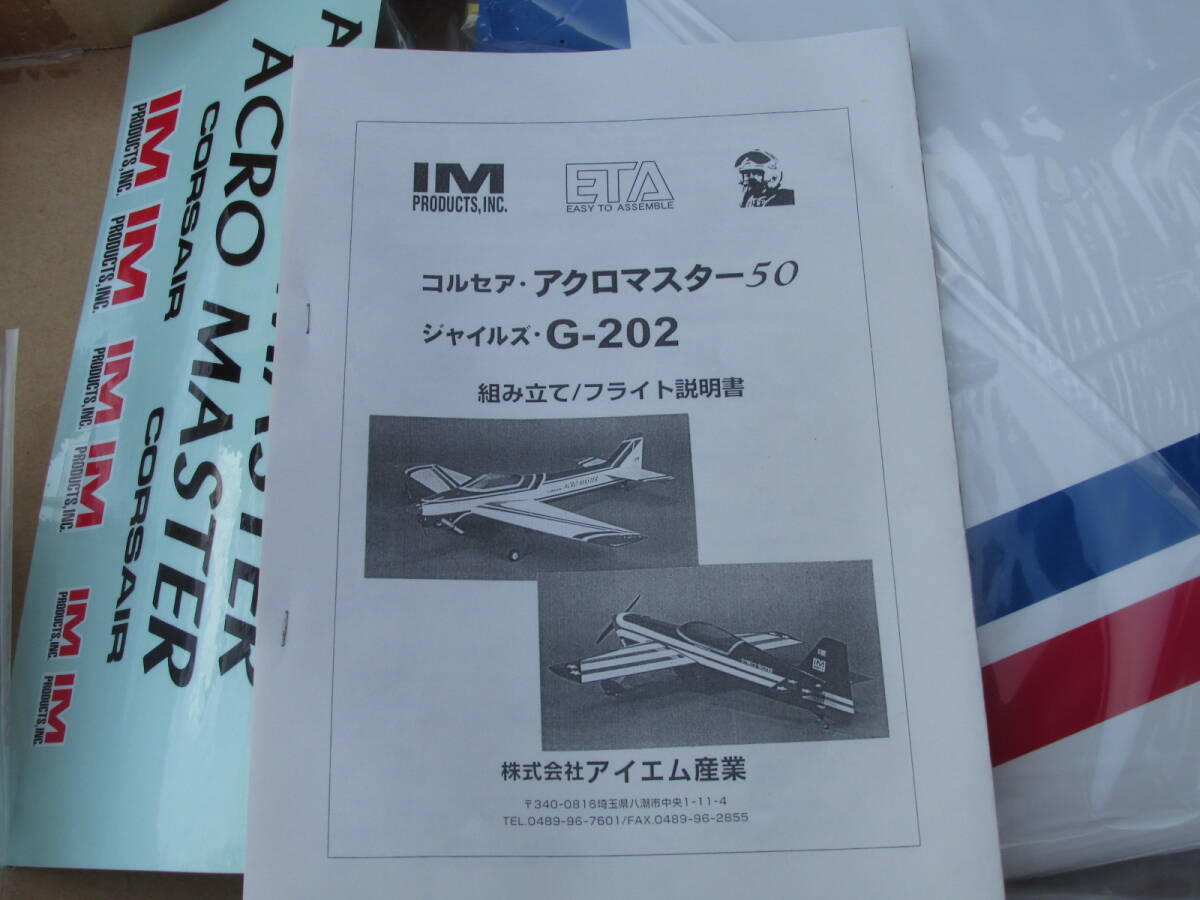 IM
PRODUCTS, INC.
ETA
EASY TO ASSEMBLE
コルセア・アクロマスター50
ジャイルズ・G-202
組み立て/フライト説明書
株式会社アイエム産業
〒340-0816埼玉県八潮市中央1-11-4
TEL.0489-96-7601/FAX.0489-96-2855
ACRO MASTER
CORSAIR
CORSAIR
IM
PRODUCTS, INC.
IM
PRODUCTS, INC.
IM
PRODUCTS, INC.
IM
PRODUCTS, INC.
IM
PRODUCTS, INC.
IM
PRODUCTS, INC.
ACRO MASTER
IM